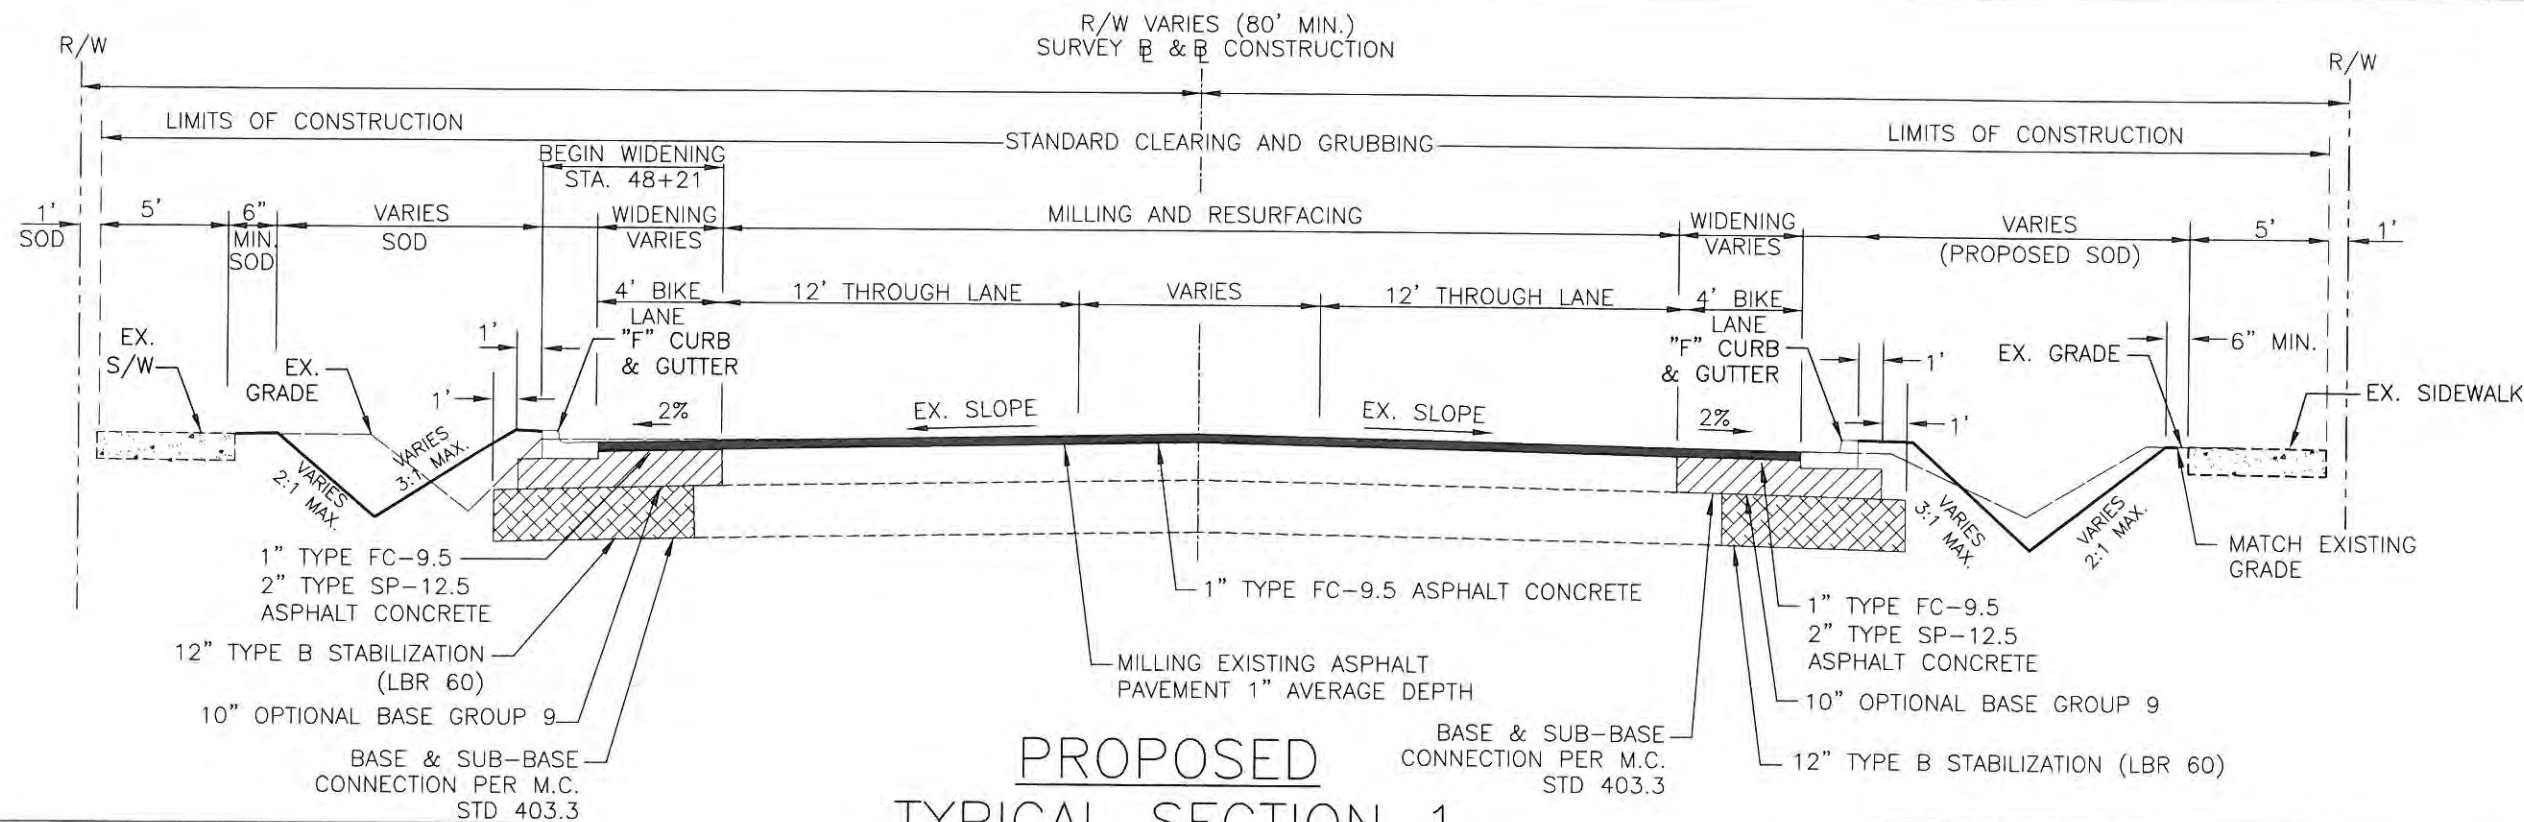 R/W VARIES (80' MIN.)
SURVEY ℄ & ℄ CONSTRUCTION
R/W
R/W
LIMITS OF CONSTRUCTION
STANDARD CLEARING AND GRUBBING
LIMITS OF CONSTRUCTION
BEGIN WIDENING
STA. 48+21
1'
SOD
5'
6"
MIN.
SOD
VARIES
SOD
WIDENING
VARIES
MILLING AND RESURFACING
WIDENING
VARIES
VARIES
(PROPOSED SOD)
5'
1'
4' BIKE
LANE
12' THROUGH LANE
VARIES
12' THROUGH LANE
4' BIKE
LANE
EX.
S/W
EX.
GRADE
1'
1'
"F" CURB
& GUTTER
2%
EX. SLOPE
EX. SLOPE
2%
"F" CURB
& GUTTER
1'
1'
EX. GRADE
6" MIN.
EX. SIDEWALK
VARIES
2:1 MAX.
VARIES
3:1 MAX.
VARIES
3:1 MAX.
VARIES
2:1 MAX.
MATCH EXISTING
GRADE
1" TYPE FC-9.5
2" TYPE SP-12.5
ASPHALT CONCRETE
12" TYPE B STABILIZATION
(LBR 60)
10" OPTIONAL BASE GROUP 9
BASE & SUB-BASE
CONNECTION PER M.C.
STD 403.3
1" TYPE FC-9.5 ASPHALT CONCRETE
MILLING EXISTING ASPHALT
PAVEMENT 1" AVERAGE DEPTH
1" TYPE FC-9.5
2" TYPE SP-12.5
ASPHALT CONCRETE
10" OPTIONAL BASE GROUP 9
BASE & SUB-BASE
CONNECTION PER M.C.
STD 403.3
12" TYPE B STABILIZATION (LBR 60)
PROPOSED
TYPICAL SECTION 1